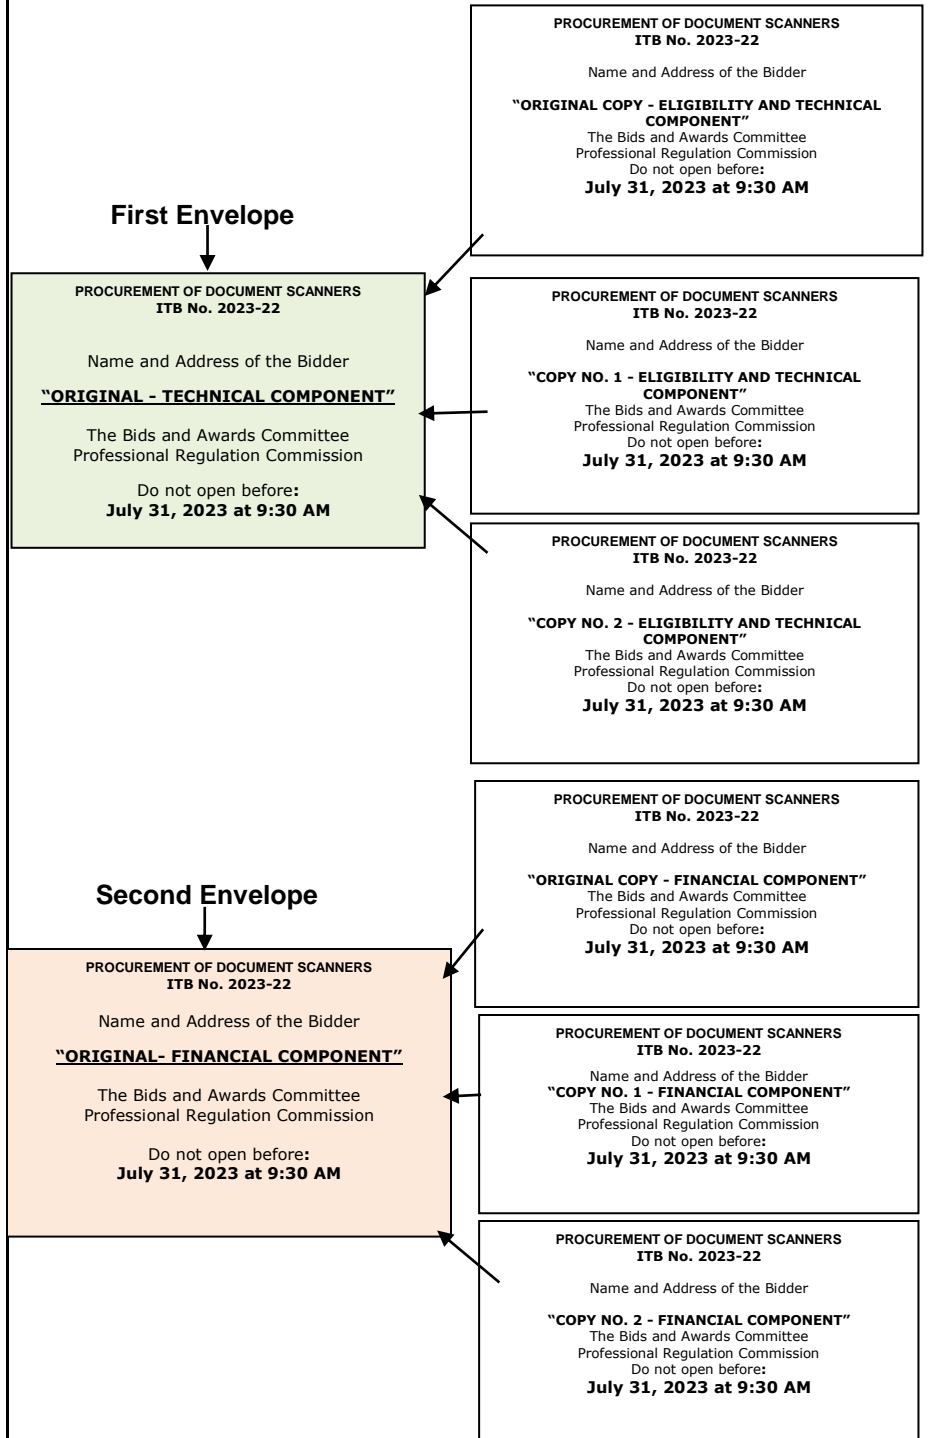 PROCUREMENT OF DOCUMENT SCANNERS
ITB No. 2023-22
Name and Address of the Bidder
“ORIGINAL COPY - ELIGIBILITY AND TECHNICAL
COMPONENT”
The Bids and Awards Committee
Professional Regulation Commission
Do not open before:
July 31, 2023 at 9:30 AM
First Envelope
PROCUREMENT OF DOCUMENT SCANNERS
ITB No. 2023-22
Name and Address of the Bidder
“ORIGINAL - TECHNICAL COMPONENT”
The Bids and Awards Committee
Professional Regulation Commission
Do not open before:
July 31, 2023 at 9:30 AM
PROCUREMENT OF DOCUMENT SCANNERS
ITB No. 2023-22
Name and Address of the Bidder
“COPY NO. 1 - ELIGIBILITY AND TECHNICAL
COMPONENT”
The Bids and Awards Committee
Professional Regulation Commission
Do not open before:
July 31, 2023 at 9:30 AM
PROCUREMENT OF DOCUMENT SCANNERS
ITB No. 2023-22
Name and Address of the Bidder
“COPY NO. 2 - ELIGIBILITY AND TECHNICAL
COMPONENT”
The Bids and Awards Committee
Professional Regulation Commission
Do not open before:
July 31, 2023 at 9:30 AM
PROCUREMENT OF DOCUMENT SCANNERS
ITB No. 2023-22
Name and Address of the Bidder
“ORIGINAL COPY - FINANCIAL COMPONENT”
The Bids and Awards Committee
Professional Regulation Commission
Do not open before:
July 31, 2023 at 9:30 AM
Second Envelope
PROCUREMENT OF DOCUMENT SCANNERS
ITB No. 2023-22
Name and Address of the Bidder
“ORIGINAL- FINANCIAL COMPONENT”
The Bids and Awards Committee
Professional Regulation Commission
Do not open before:
July 31, 2023 at 9:30 AM
PROCUREMENT OF DOCUMENT SCANNERS
ITB No. 2023-22
Name and Address of the Bidder
“COPY NO. 1 - FINANCIAL COMPONENT”
The Bids and Awards Committee
Professional Regulation Commission
Do not open before:
July 31, 2023 at 9:30 AM
PROCUREMENT OF DOCUMENT SCANNERS
ITB No. 2023-22
Name and Address of the Bidder
“COPY NO. 2 - FINANCIAL COMPONENT”
The Bids and Awards Committee
Professional Regulation Commission
Do not open before:
July 31, 2023 at 9:30 AM